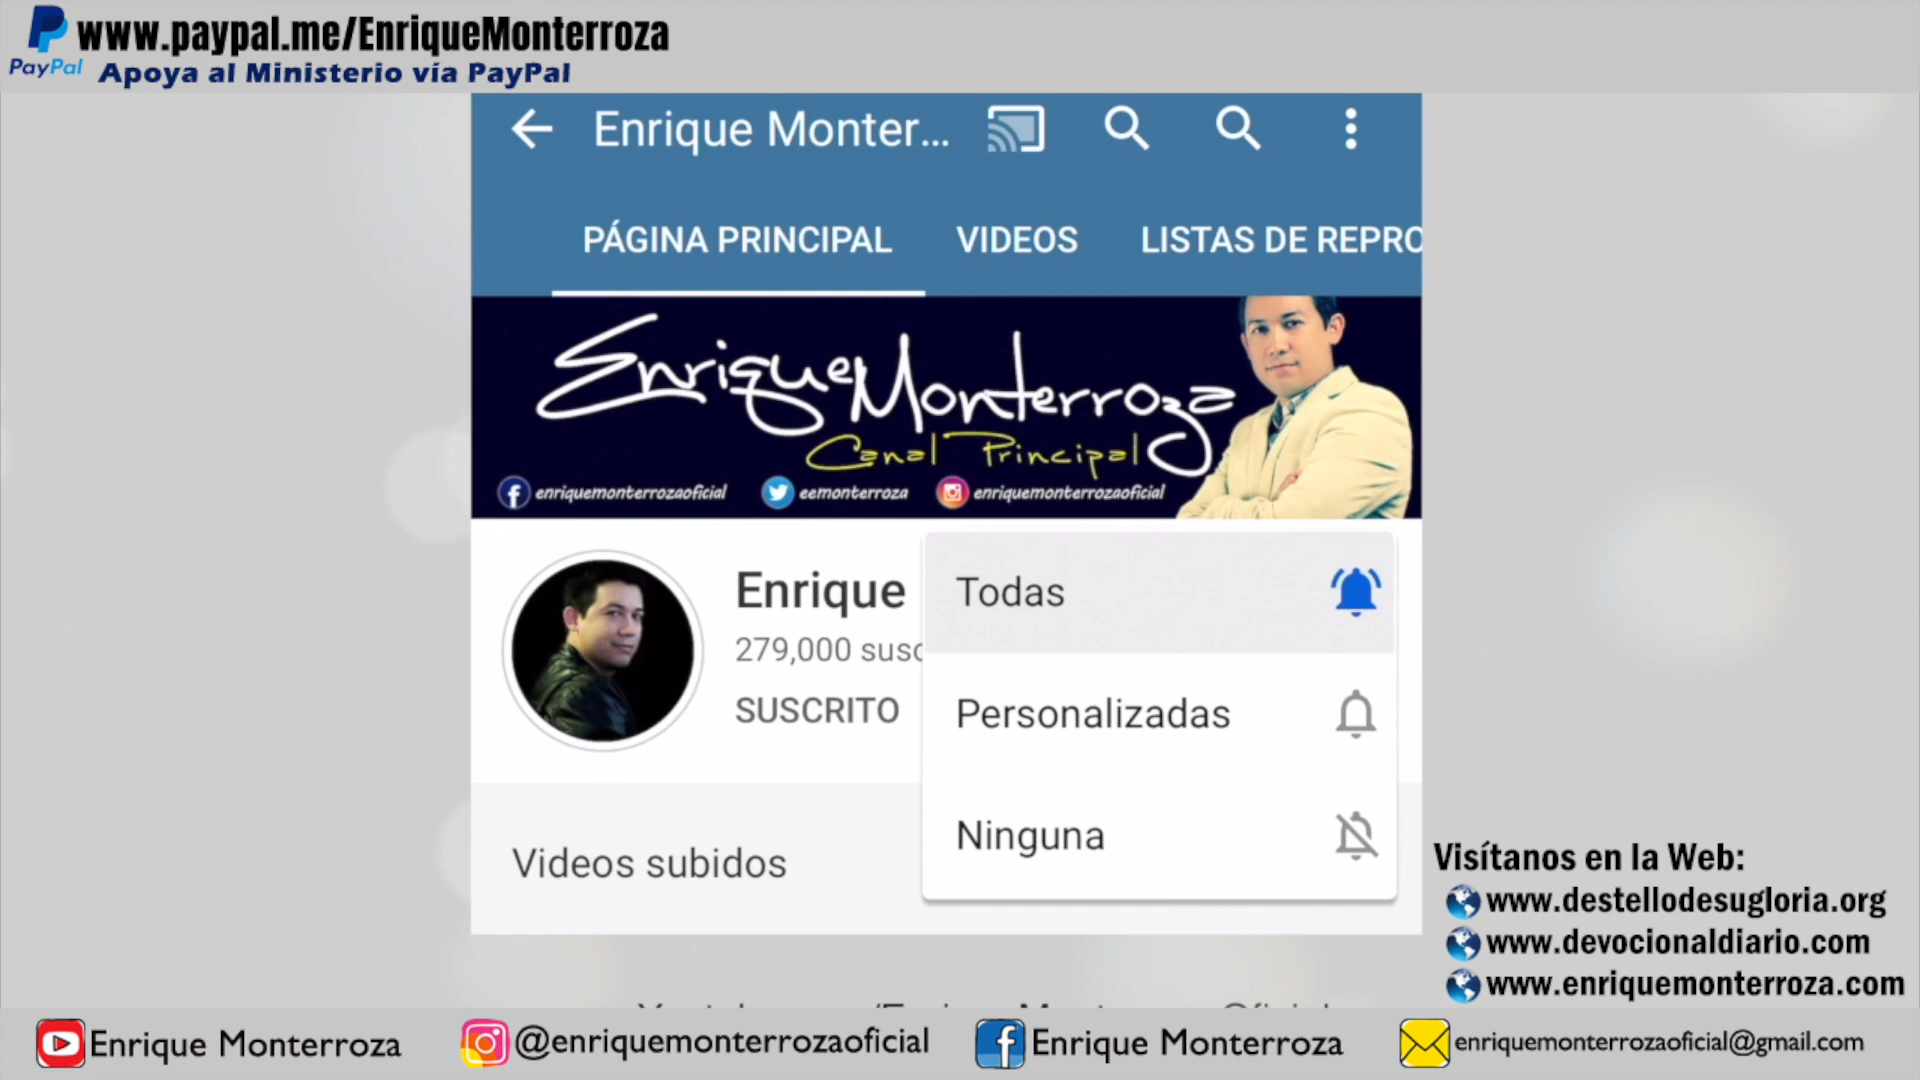 www.paypal.me/EnriqueMonterroza
PayPal
Apoya al Ministerio vía PayPal
Enrique Monter...
PÁGINA PRINCIPAL VIDEOS LISTAS DE REPRO
Enrique Monterroza
Canal Principal
enriquemonterrozaoficial eemonterroza enriquemonterrozaoficial
Enrique
279,000 susc
SUSCRITO
Todas
Personalizadas
Ninguna
Videos subidos
Visítanos en la Web:
www.destellodesugloria.org
www.devocionaldiario.com
www.enriquemonterroza.com
Enrique Monterroza @enriquemonterrozaoficial Enrique Monterroza enriquemonterrozaoficial@gmail.com